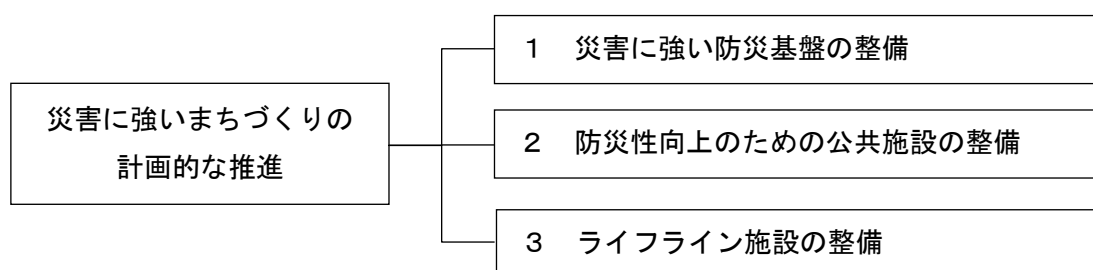 災害に強いまちづくりの
計画的な推進
１　災害に強い防災基盤の整備
２　防災性向上のための公共施設の整備
３　ライフライン施設の整備